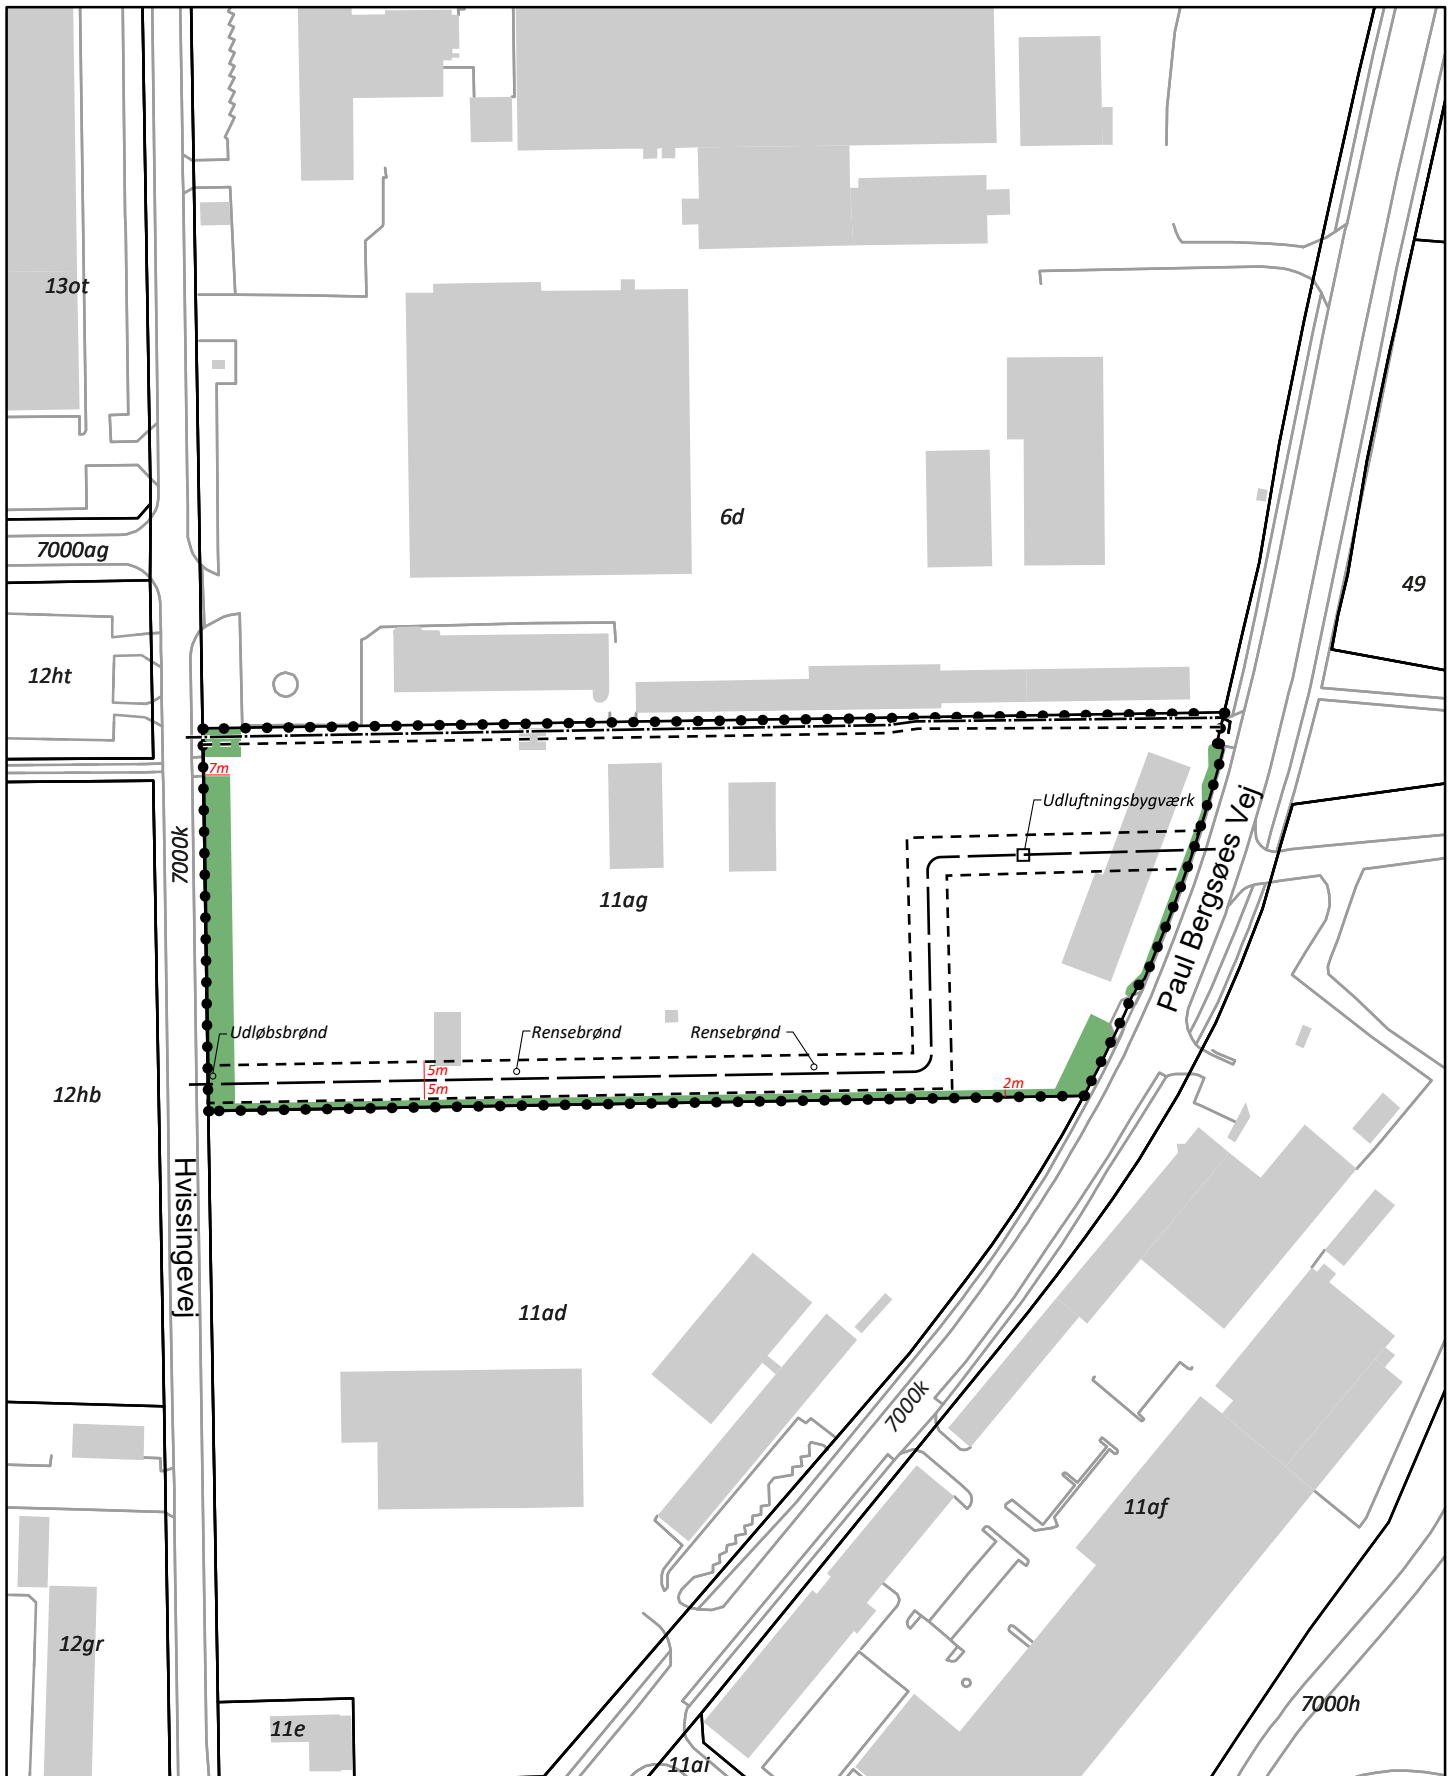 13ot
6d
7000ag
49
12ht
7m
Udluftningsbygværk
7000k
11ag
Paul Bergsøes Vej
Udløbsbrønd
Rensebrønd
Rensebrønd
5m
5m
2m
12hb
Hvissingevej
11ad
7000k
11af
12gr
7000h
11e
11ai